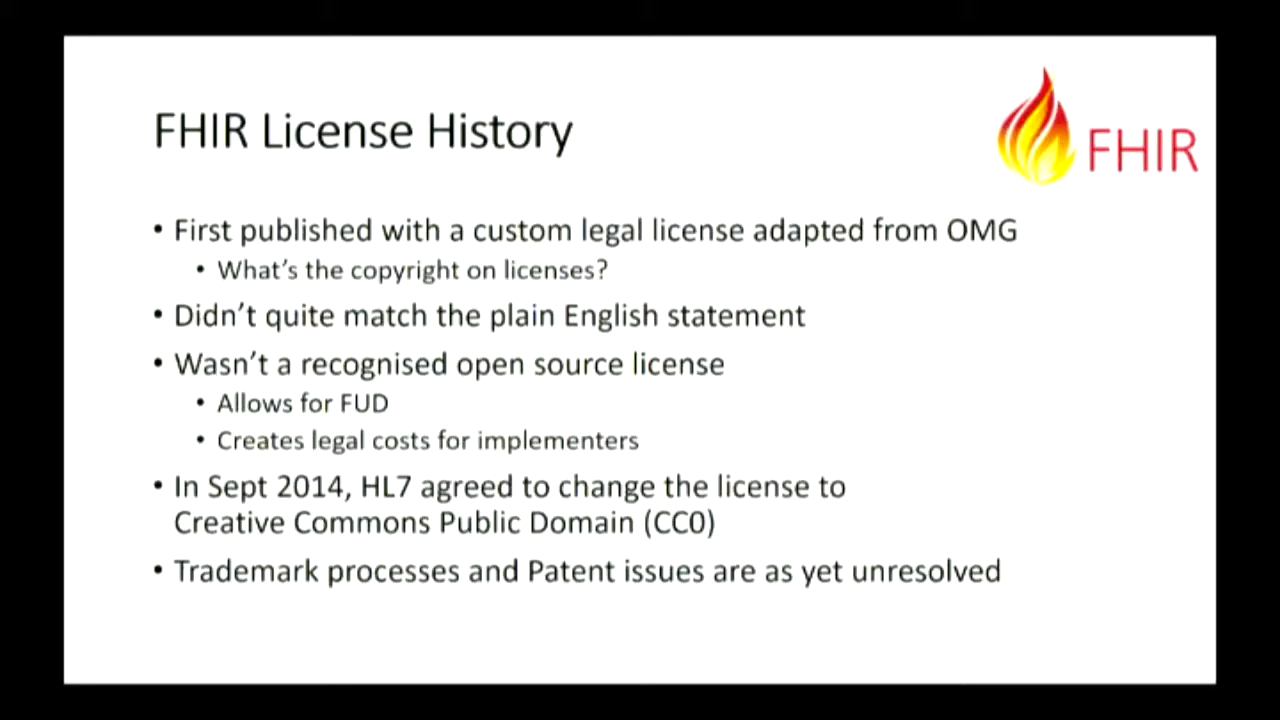 FHIR License History
FHIR
• First published with a custom legal license adapted from OMG
• What's the copyright on licenses?
• Didn't quite match the plain English statement
• Wasn't a recognised open source license
• Allows for FUD
• Creates legal costs for implementers
• In Sept 2014, HL7 agreed to change the license to
Creative Commons Public Domain (CC0)
• Trademark processes and Patent issues are as yet unresolved